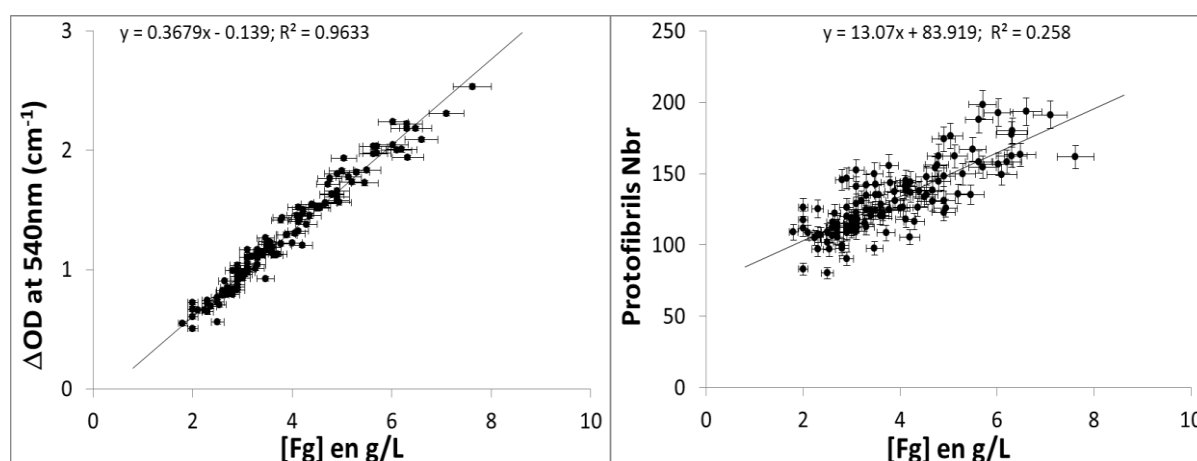 y = 0.3679x - 0.139; R² = 0.9633
3
2
1
0
0 2 4 6 8 10
ΔOD at 540nm (cm⁻¹)
[Fg] en g/L
y = 13.07x + 83.919; R² = 0.258
250
200
150
100
50
0
0 2 4 6 8 10
Protofibrils Nbr
[Fg] en g/L